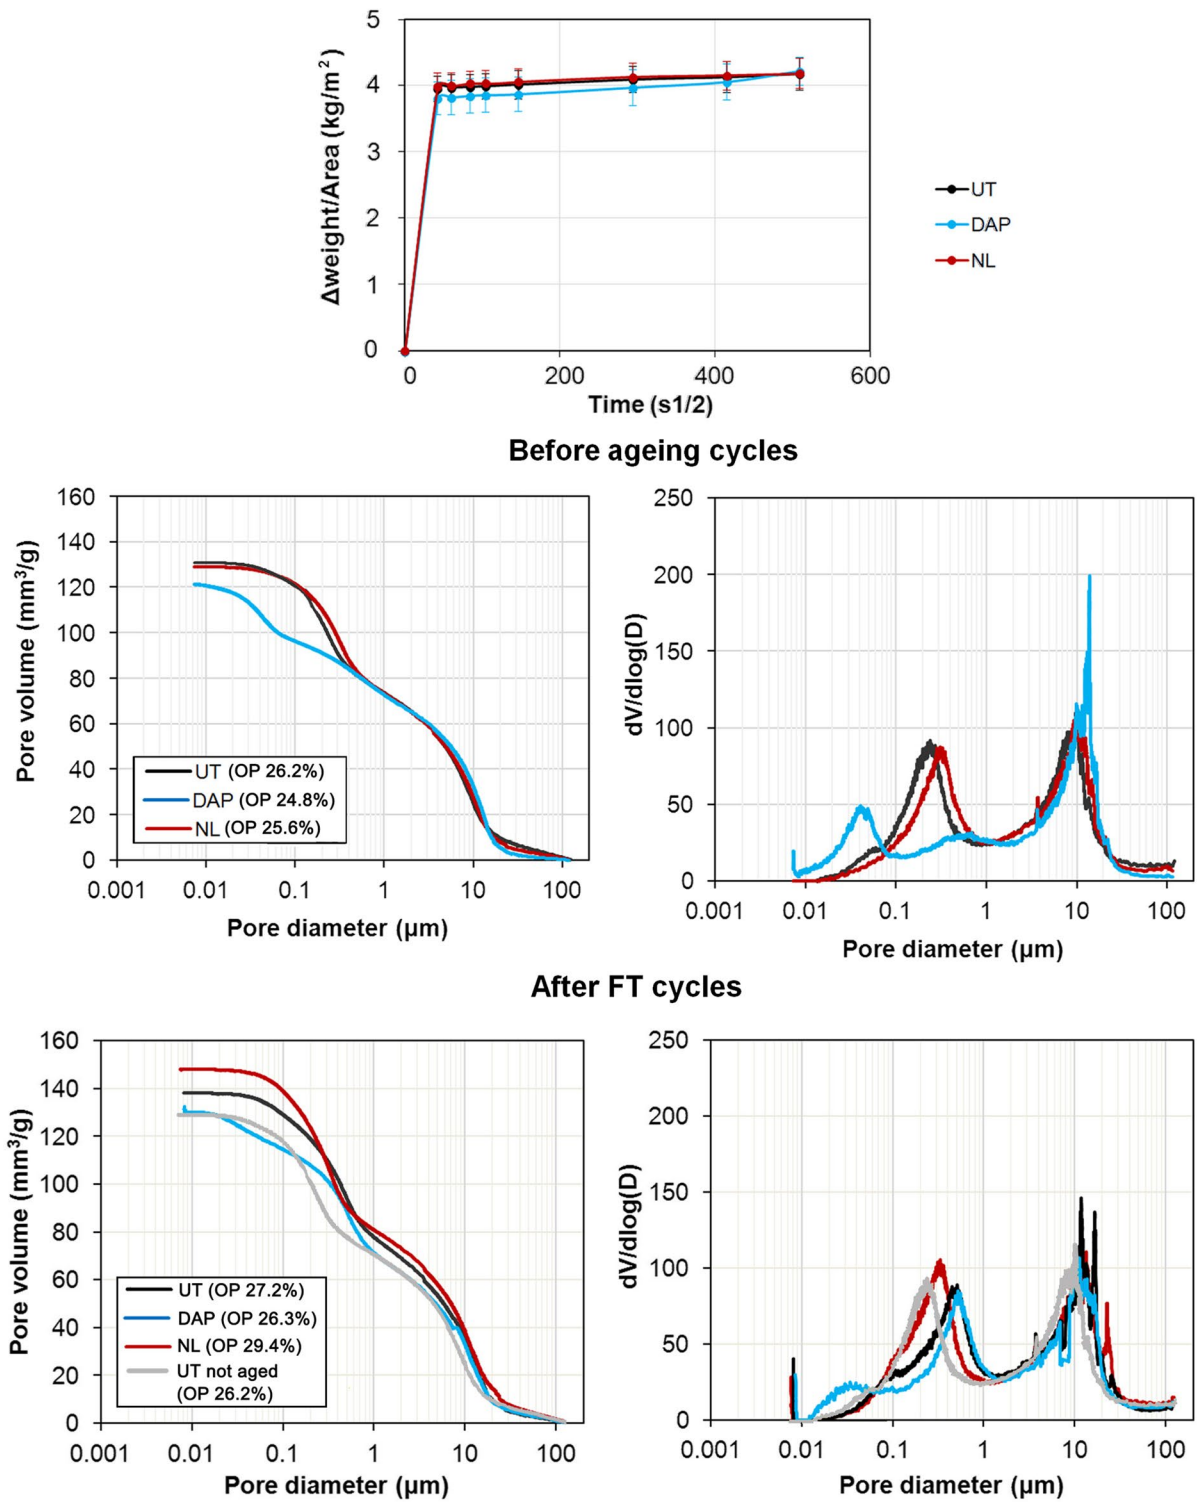 5
4
3
2
1
0
Δweight/Area (kg/m²)
0 200 400 600
Time (s1/2)
UT
DAP
NL
Before ageing cycles
160
140
120
100
80
60
40
20
0
Pore volume (mm³/g)
UT (OP 26.2%)
DAP (OP 24.8%)
NL (OP 25.6%)
0.001 0.01 0.1 1 10 100
Pore diameter (μm)
250
200
150
100
50
0
dV/dlog(D)
0.001 0.01 0.1 1 10 100
Pore diameter (μm)
After FT cycles
160
140
120
100
80
60
40
20
0
Pore volume (mm³/g)
UT (OP 27.2%)
DAP (OP 26.3%)
NL (OP 29.4%)
UT not aged
(OP 26.2%)
0.001 0.01 0.1 1 10 100
Pore diameter (μm)
250
200
150
100
50
0
dV/dlog(D)
0.001 0.01 0.1 1 10 100
Pore diameter (μm)